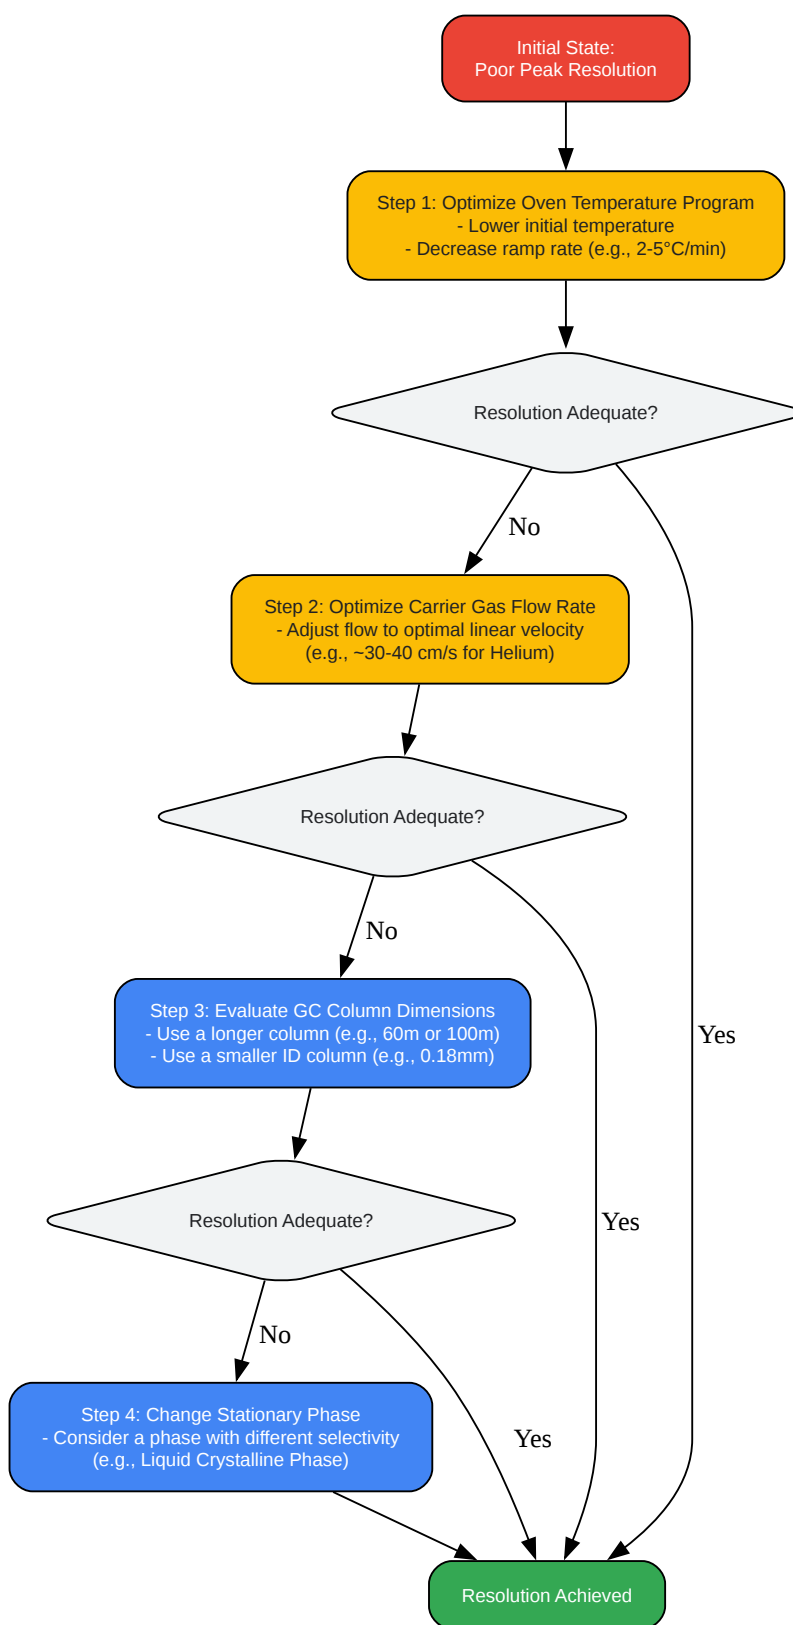 Initial State:
Poor Peak Resolution
Step 1: Optimize Oven Temperature Program
- Lower initial temperature
- Decrease ramp rate (e.g., 2-5°C/min)
Resolution Adequate?
No
Step 2: Optimize Carrier Gas Flow Rate
- Adjust flow to optimal linear velocity
(e.g., ~30-40 cm/s for Helium)
Resolution Adequate?
No
Step 3: Evaluate GC Column Dimensions
- Use a longer column (e.g., 60m or 100m)
- Use a smaller ID column (e.g., 0.18mm)
Yes
Resolution Adequate?
Yes
No
Step 4: Change Stationary Phase
- Consider a phase with different selectivity
(e.g., Liquid Crystalline Phase)
Yes
Resolution Achieved